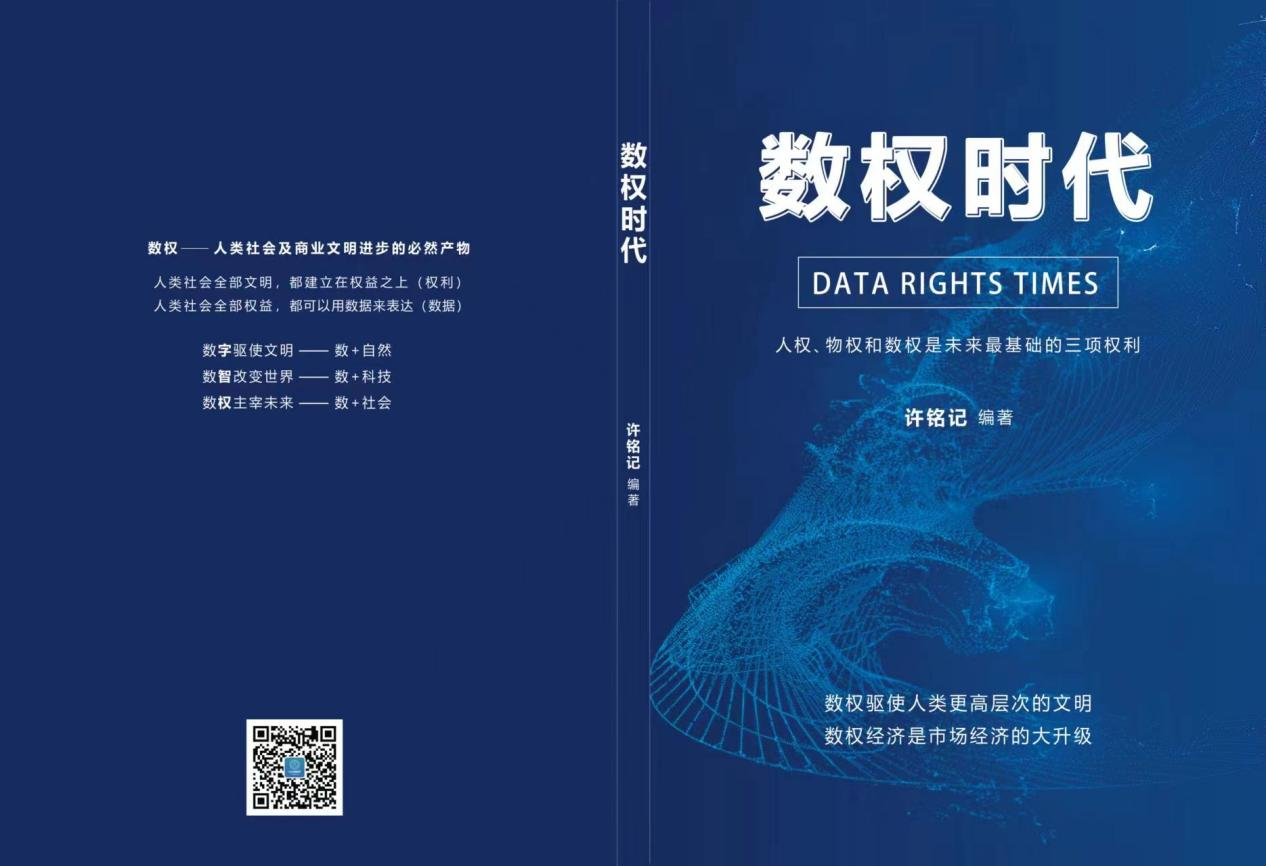 数权——人类社会及商业文明进步的必然产物
人类社会全部文明，都建立在权益之上（权利）
人类社会全部权益，都可以用数据来表达（数据）
数字驱使文明——数+自然
数智改变世界——数+科技
数权主宰未来——数+社会
数权时代
许铭记 编著
数权时代
DATA RIGHTS TIMES
人权、物权和数权是未来最基础的三项权利
许铭记 编著
数权驱使人类更高层次的文明
数权经济是市场经济的大升级